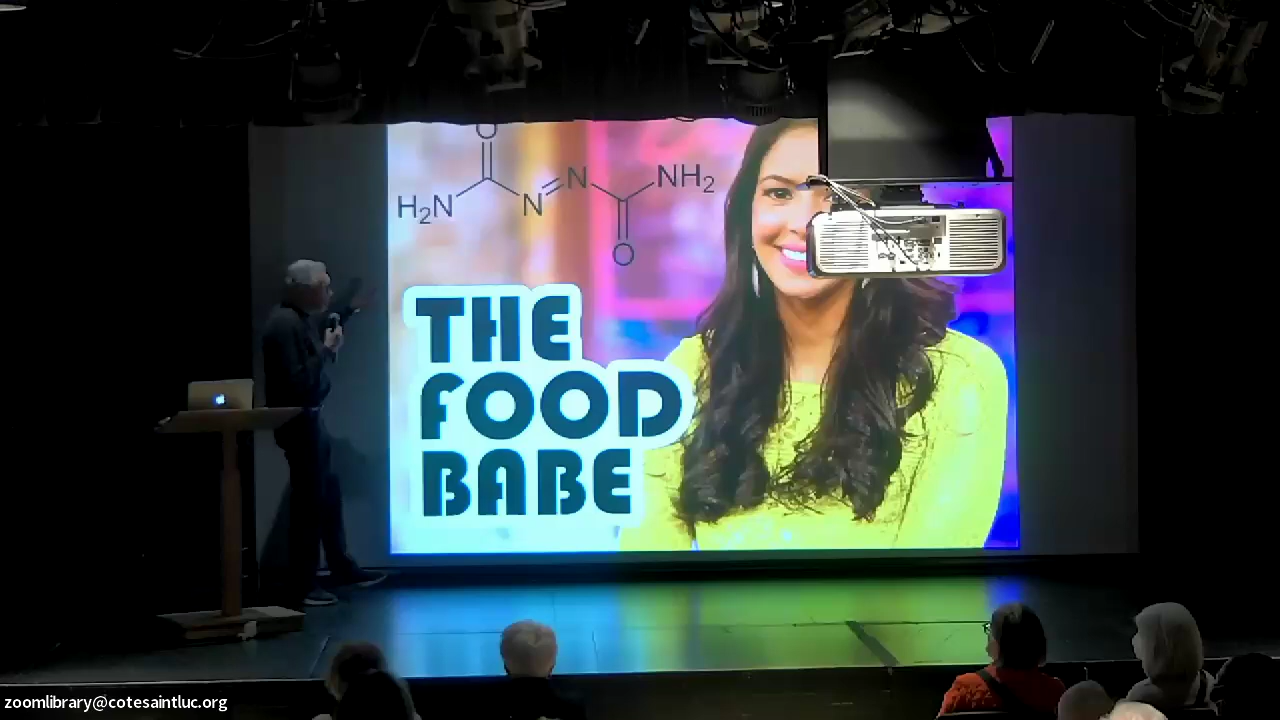 O
H₂N
N
N
NH₂
O
THE
FOOD
BABE
zoomlibrary@cotesaintluc.org